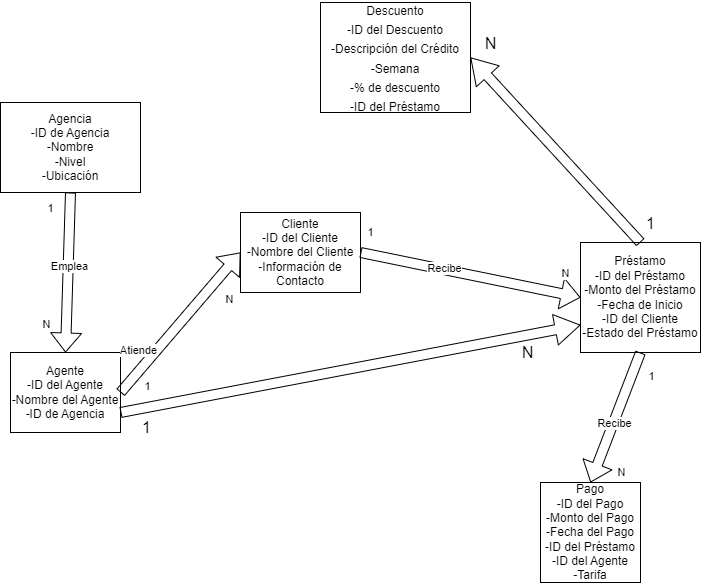 Descuento
-ID del Descuento
-Descripción del Crédito
-Semana
-% de descuento
-ID del Préstamo
N
Agencia
-ID de Agencia
-Nombre
-Nivel
-Ubicación
1
Emplea
N
Cliente
-ID del Cliente
-Nombre del Cliente
-Información de
Contacto
1
Recibe
N
N
Atiende
1
1
Préstamo
-ID del Préstamo
-Monto del Préstamo
-Fecha de Inicio
-ID del Cliente
-Estado del Préstamo
Agente
-ID del Agente
-Nombre del Agente
-ID de Agencia
1
N
1
Recibe
N
Pago
-ID del Pago
-Monto del Pago
-Fecha del Pago
-ID del Préstamo
-ID del Agente
-Tarifa